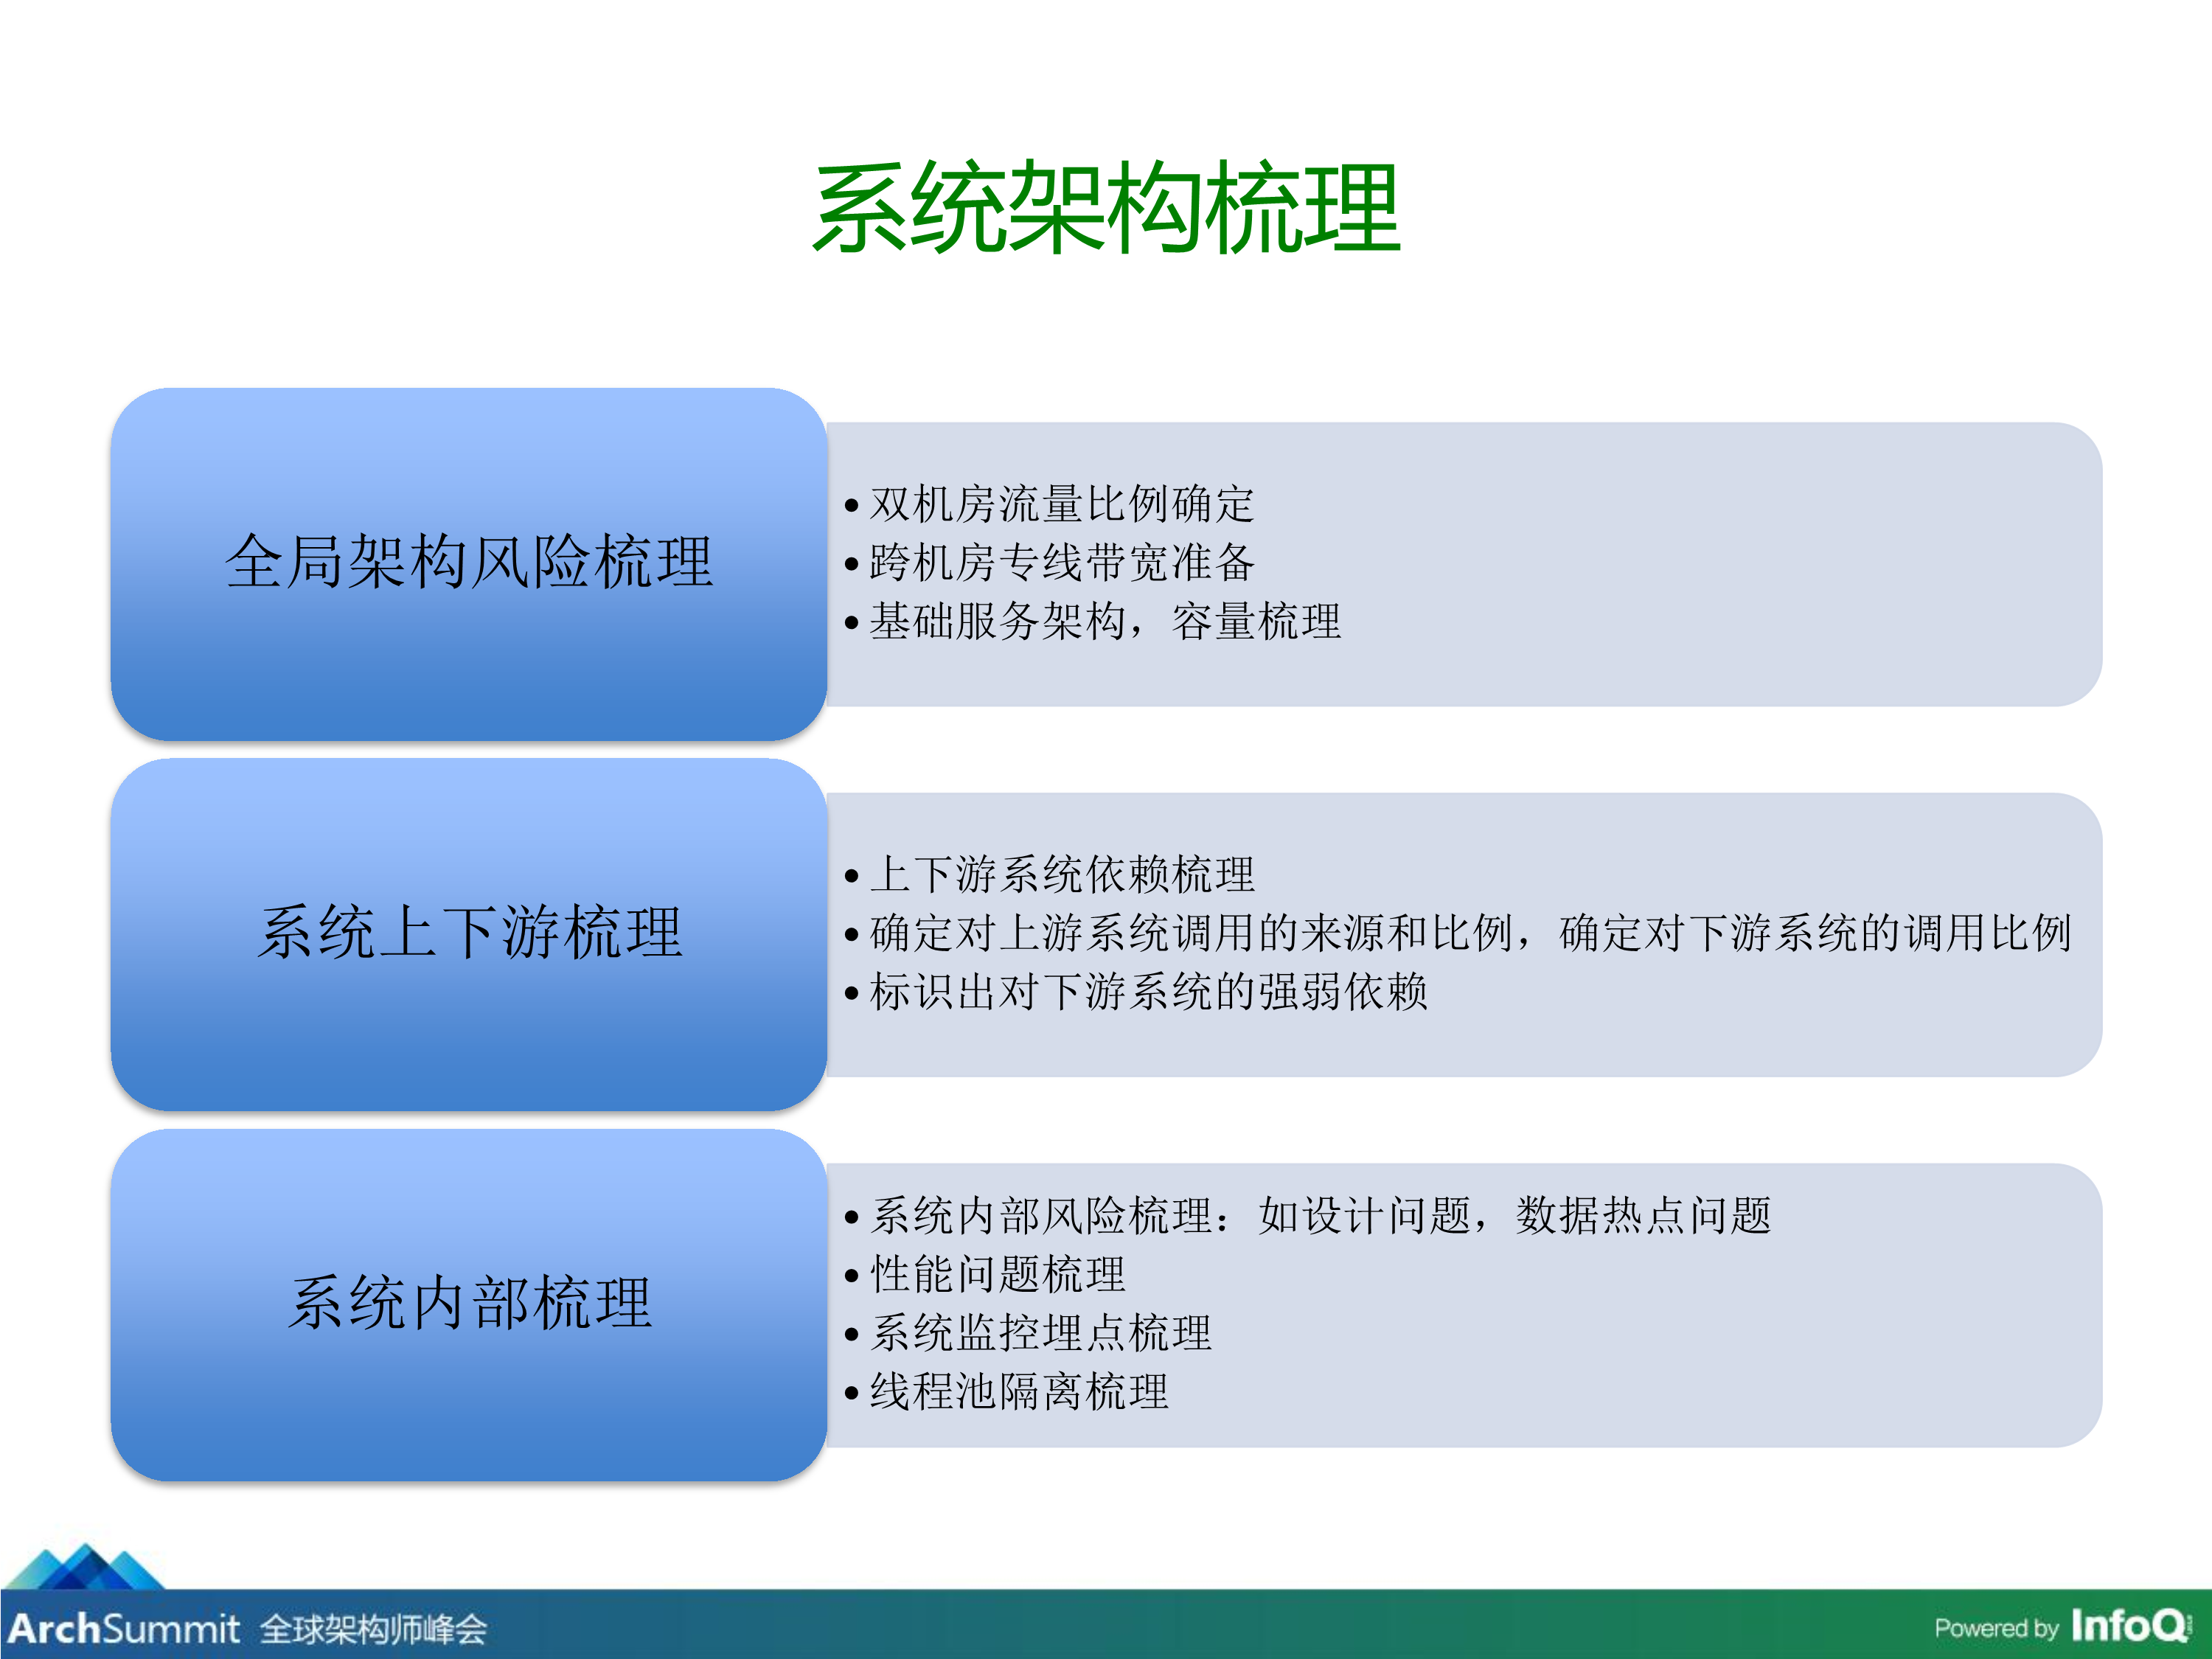 系统架构梳理
全局架构风险梳理
• 双机房流量比例确定
• 跨机房专线带宽准备
• 基础服务架构，容量梳理
系统上下游梳理
• 上下游系统依赖梳理
• 确定对上游系统调用的来源和比例，确定对下游系统的调用比例
• 标识出对下游系统的强弱依赖
系统内部梳理
• 系统内部风险梳理：如设计问题，数据热点问题
• 性能问题梳理
• 系统监控埋点梳理
• 线程池隔离梳理
ArchSummit 全球架构师峰会
Powered by InfoQ